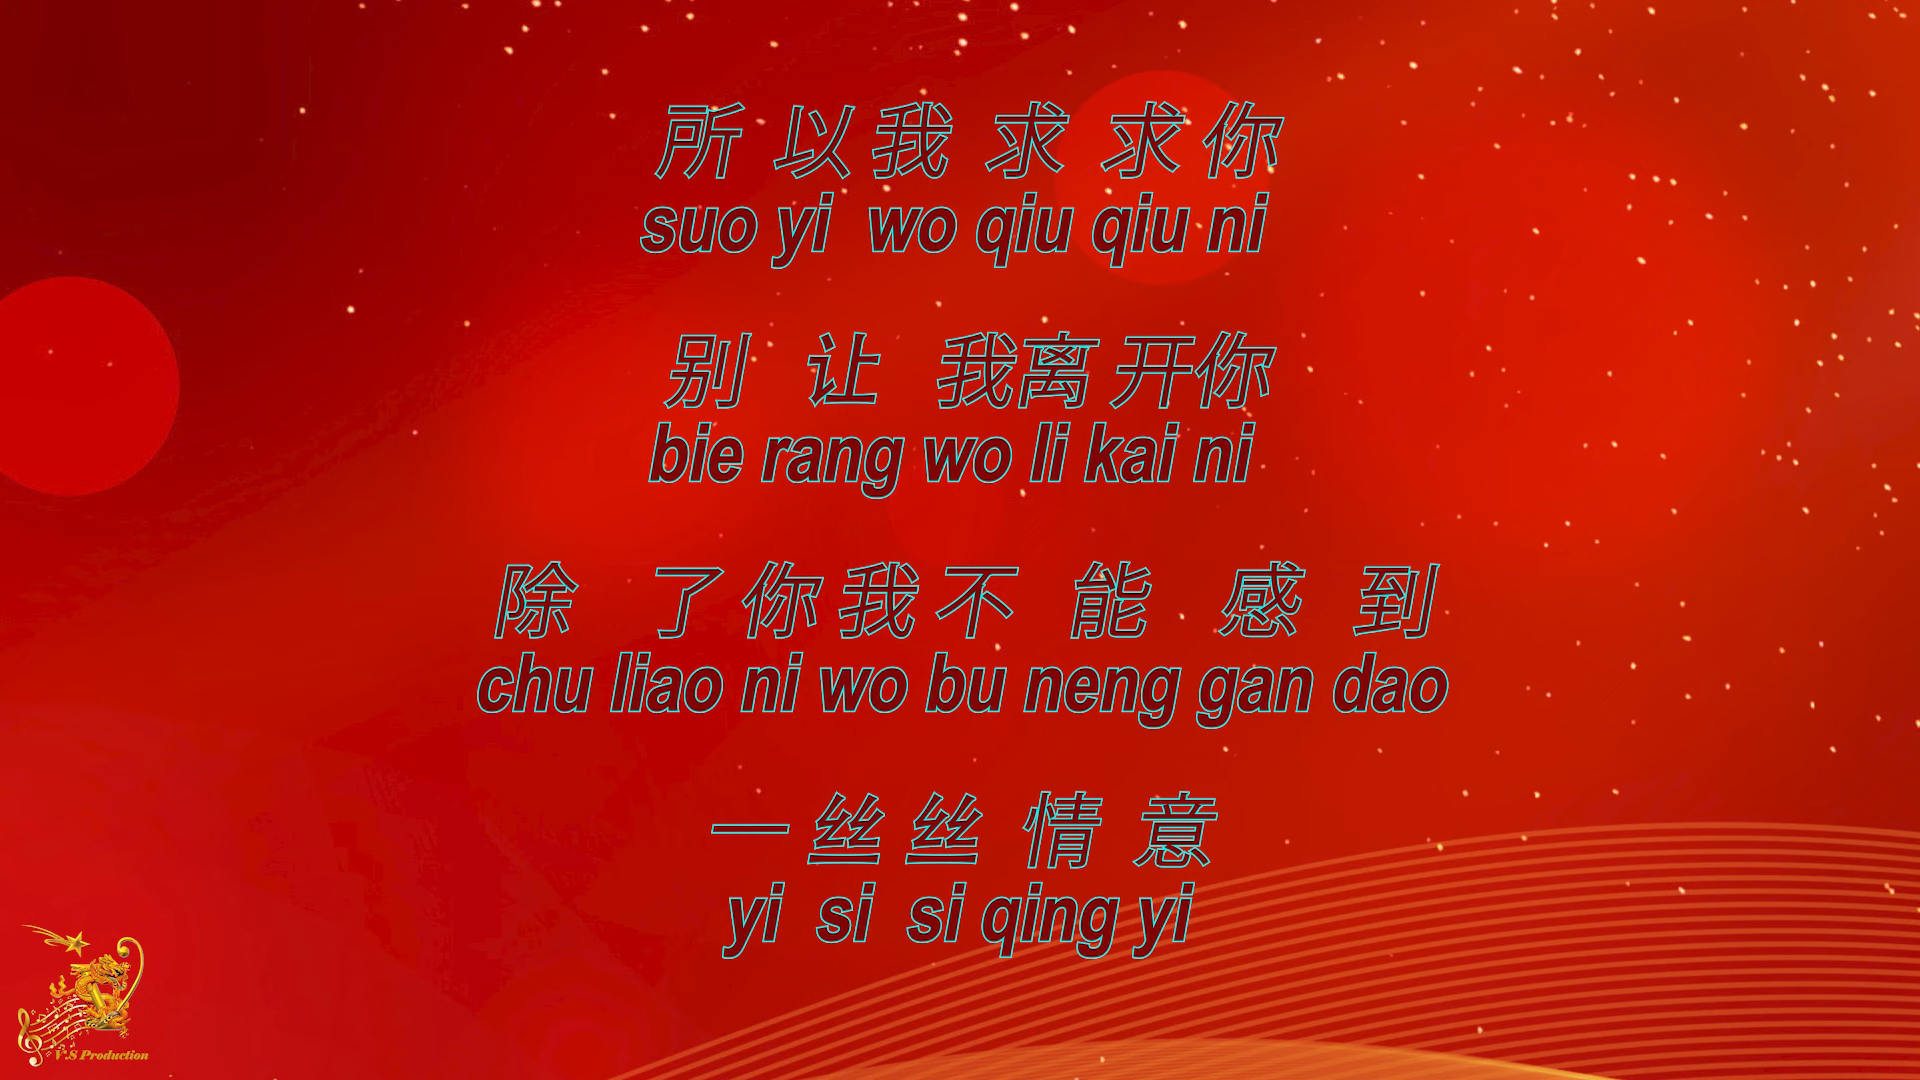 所 以 我 求 求 你
suo yi wo qiu qiu ni
别 让 我 离 开 你
bie rang wo li kai ni
除 了 你 我 不 能 感 到
chu liao ni wo bu neng gan dao
一 丝 丝 情 意
yi si si qing yi
V.S Production